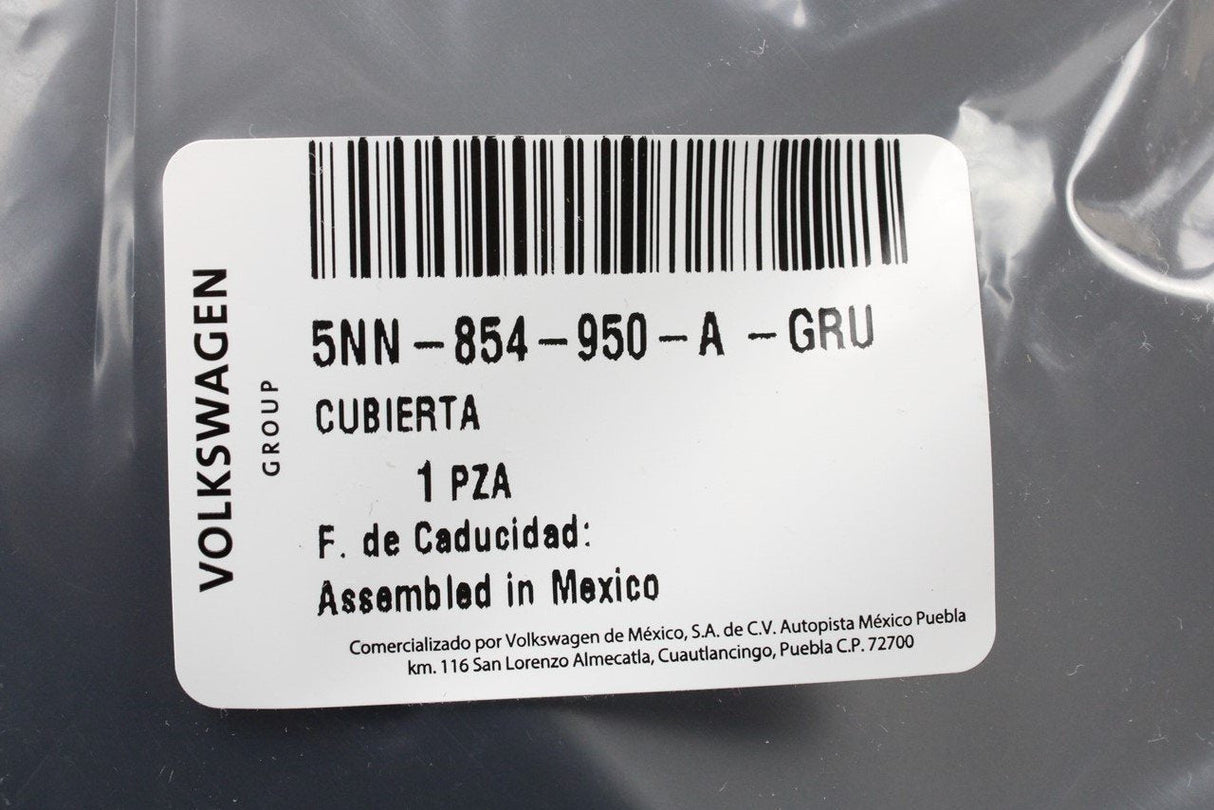 VOLKSWAGEN
GROUP
5NN-854-950-A -GRU
CUBIERTA
1 PZA
F. de Caducidad:
Assembled in Mexico
Comercializado por Volkswagen de México, S.A. de C.V. Autopista México Puebla
km. 116 San Lorenzo Almecatla, Cuautlancingo, Puebla C.P. 72700